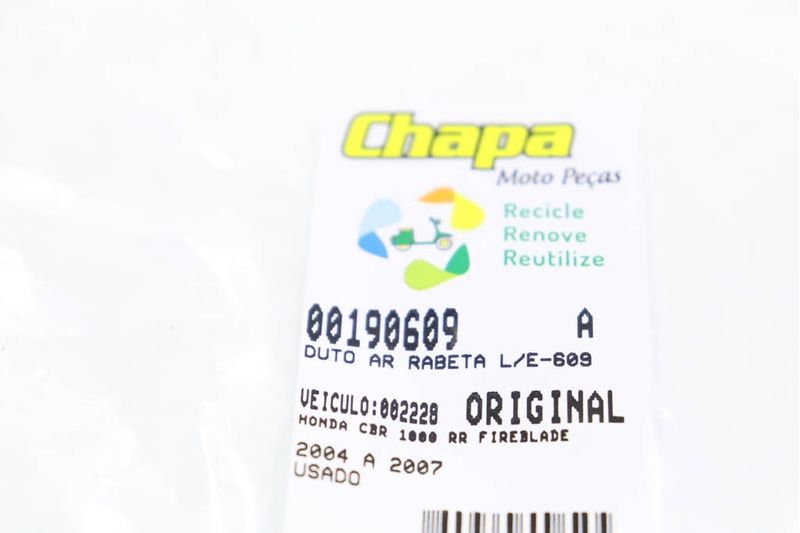 Chapa
Moto Peças
Recicle
Renove
Reutilize
00190609 A
DUTO AR RABETA L/E-609
VEICULO:002228 ORIGINAL
HONDA CBR 1000 RR FIREBLADE
2004 A 2007
USADO